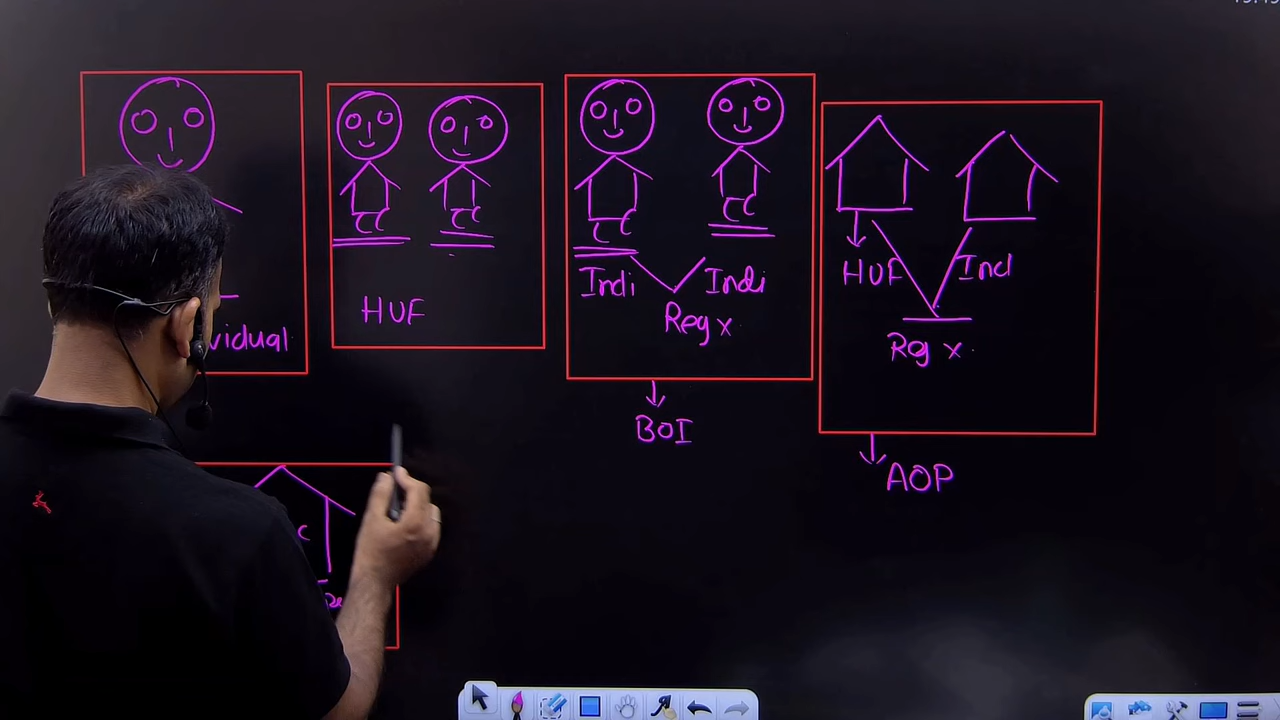 vidual
HUF
Indi
Indi
Reg x
BOI
HUF
Ind
Reg x
AOP
C